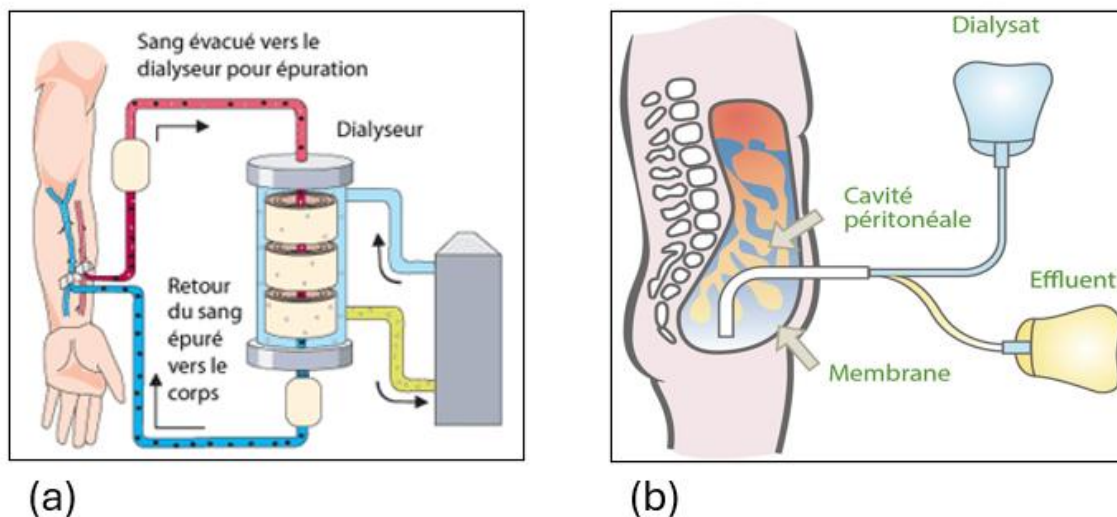 Sang évacué vers le
dialyseur pour épuration
Dialyseur
Retour
du sang
épuré
vers le
corps
(a)
Dialysat
Cavité
péritonéale
Effluent
Membrane
(b)